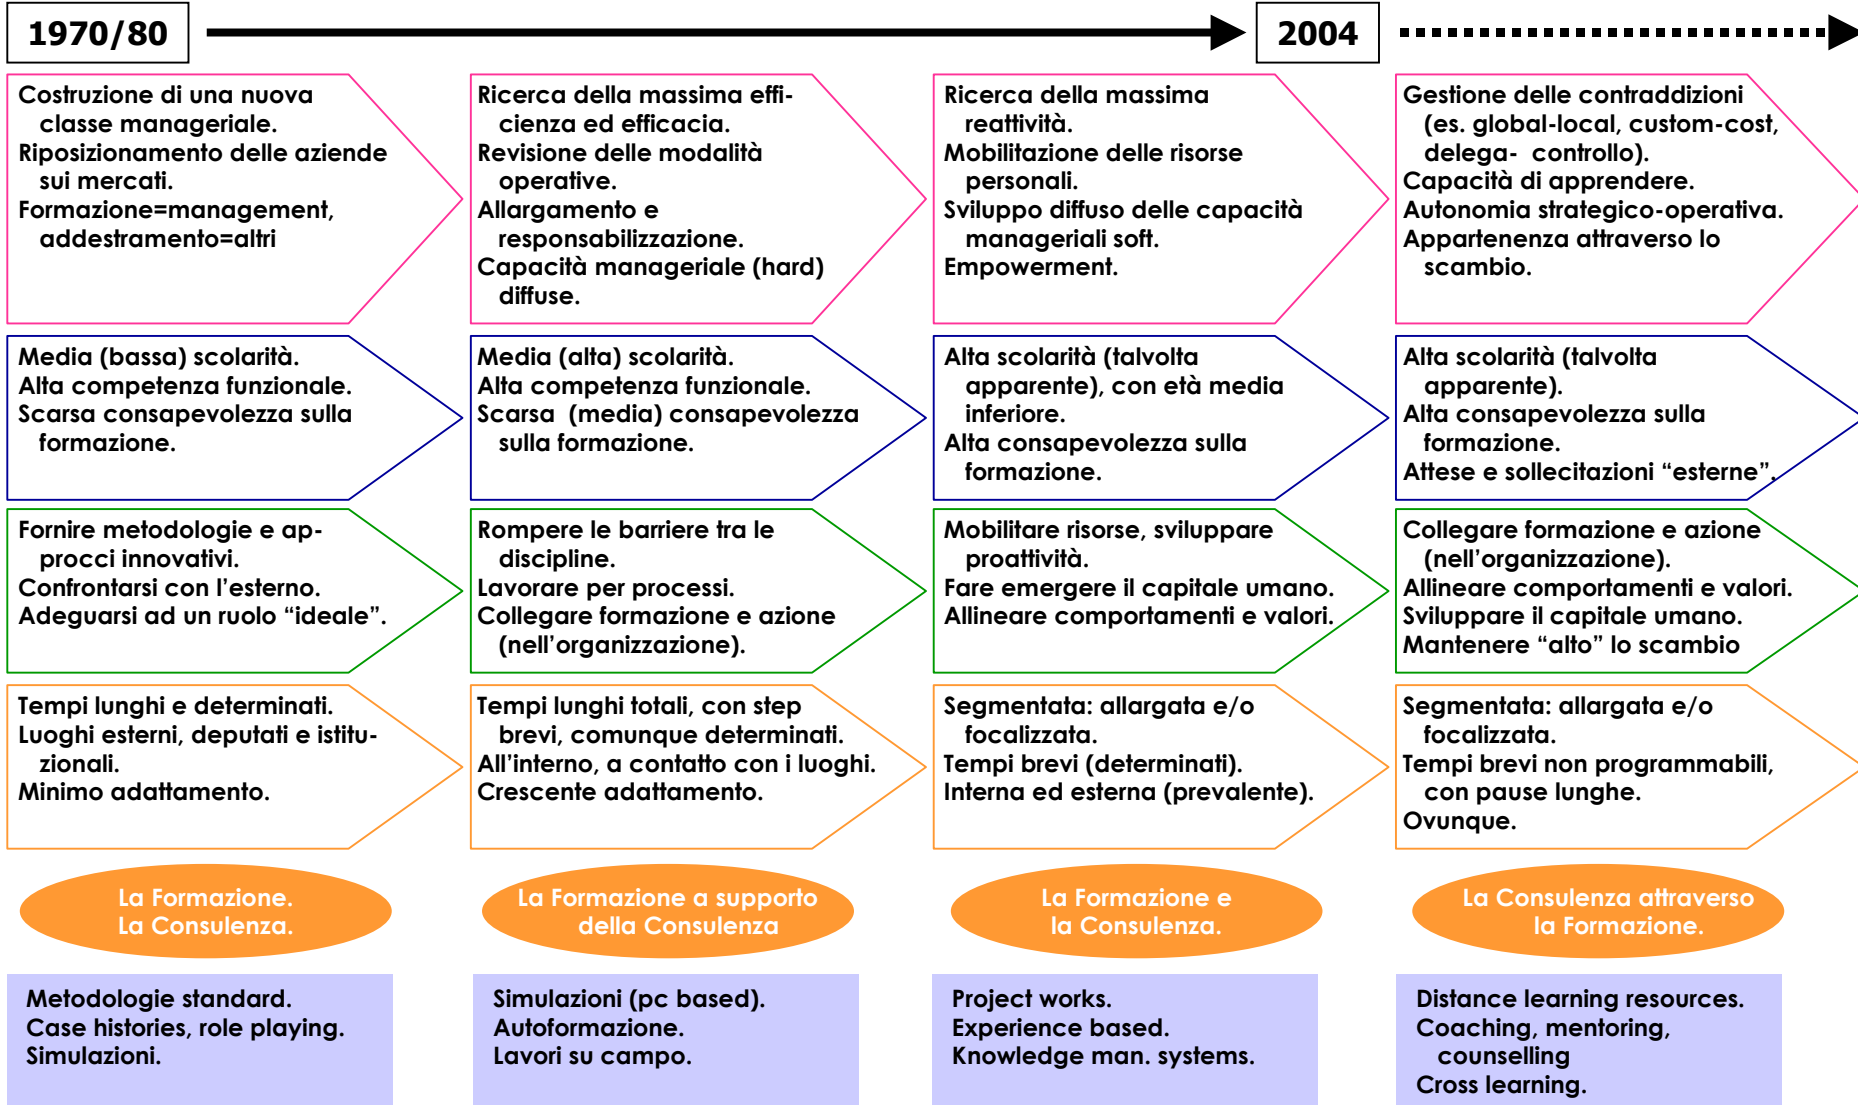 1970/80
2004
Costruzione di una nuova
classe manageriale.
Riposizionamento delle aziende
sui mercati.
Formazione=management,
addestramento=altri
Ricerca della massima effi-
cienza ed efficacia.
Revisione delle modalità
operative.
Allargamento e
responsabilizzazione.
Capacità manageriale (hard)
diffuse.
Ricerca della massima
reattività.
Mobilitazione delle risorse
personali.
Sviluppo diffuso delle capacità
manageriali soft.
Empowerment.
Gestione delle contraddizioni
(es. global-local, custom-cost,
delega- controllo).
Capacità di apprendere.
Autonomia strategico-operativa.
Appartenenza attraverso lo
scambio.
Media (bassa) scolarità.
Alta competenza funzionale.
Scarsa consapevolezza sulla
formazione.
Media (alta) scolarità.
Alta competenza funzionale.
Scarsa (media) consapevolezza
sulla formazione.
Alta scolarità (talvolta
apparente), con età media
inferiore.
Alta consapevolezza sulla
formazione.
Alta scolarità (talvolta
apparente).
Alta consapevolezza sulla
formazione.
Attese e sollecitazioni “esterne”.
Fornire metodologie e ap-
procci innovativi.
Confrontarsi con l’esterno.
Adeguarsi ad un ruolo “ideale”.
Rompere le barriere tra le
discipline.
Lavorare per processi.
Collegare formazione e azione
(nell’organizzazione).
Mobilitare risorse, sviluppare
proattività.
Fare emergere il capitale umano.
Allineare comportamenti e valori.
Collegare formazione e azione
(nell’organizzazione).
Allineare comportamenti e valori.
Sviluppare il capitale umano.
Mantenere “alto” lo scambio
Tempi lunghi e determinati.
Luoghi esterni, deputati e istitu-
zionali.
Minimo adattamento.
Tempi lunghi totali, con step
brevi, comunque determinati.
All’interno, a contatto con i luoghi.
Crescente adattamento.
Segmentata: allargata e/o
focalizzata.
Tempi brevi (determinati).
Interna ed esterna (prevalente).
Segmentata: allargata e/o
focalizzata.
Tempi brevi non programmabili,
con pause lunghe.
Ovunque.
La Formazione.
La Consulenza.
La Formazione a supporto
della Consulenza
La Formazione e
la Consulenza.
La Consulenza attraverso
la Formazione.
Metodologie standard.
Case histories, role playing.
Simulazioni.
Simulazioni (pc based).
Autoformazione.
Lavori su campo.
Project works.
Experience based.
Knowledge man. systems.
Distance learning resources.
Coaching, mentoring,
counselling
Cross learning.